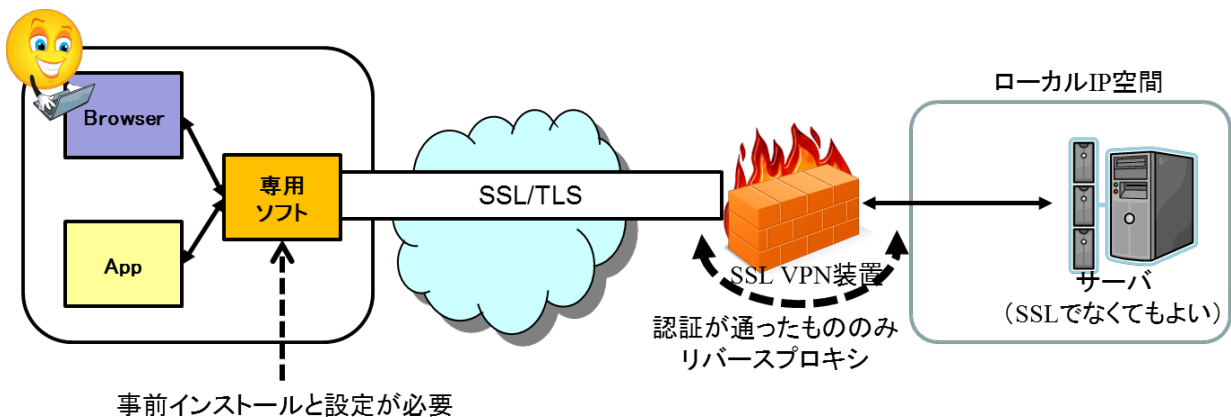 Browser
App
専用
ソフト
SSL/TLS
ローカルIP空間
SSL VPN装置
認証が通ったもののみ
リバースプロキシ
サーバ
（SSLでなくてもよい）
事前インストールと設定が必要